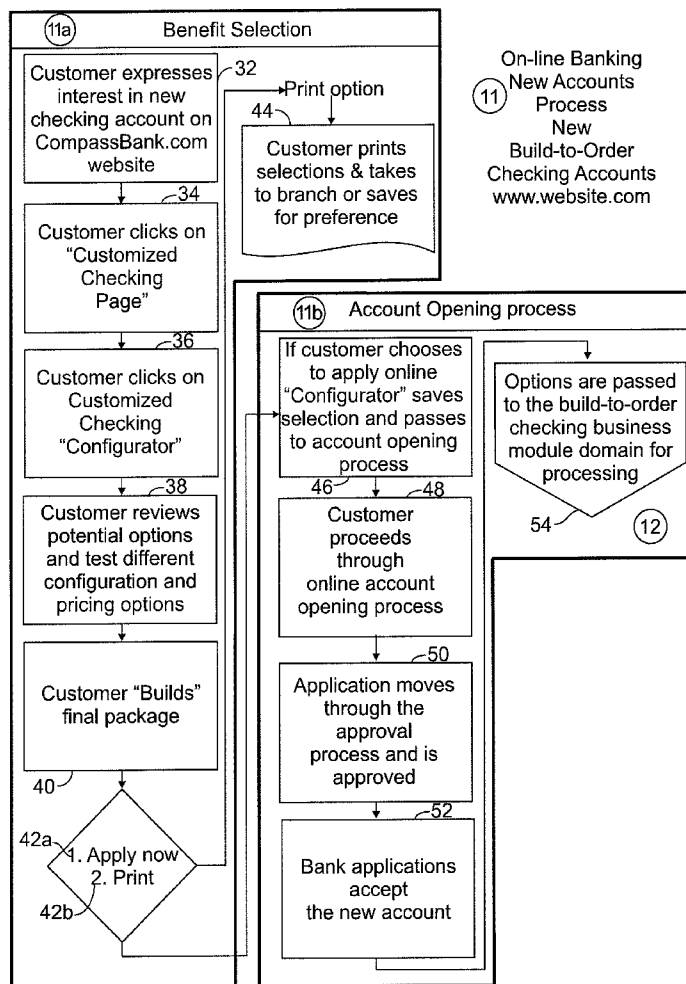 11a
Benefit Selection
Customer expresses
interest in new
checking account on
CompassBank.com
website
32
34
Customer clicks on
“Customized
Checking
Page”
36
Customer clicks on
Customized
Checking
“Configurator”
38
Customer reviews
potential options
and test different
configuration and
pricing options
Customer “Builds”
final package
40
42a
1. Apply now
2. Print
42b
Print option
44
Customer prints
selections & takes
to branch or saves
for preference
On-line Banking
11 New Accounts
Process
New
Build-to-Order
Checking Accounts
www.website.com
11b
Account Opening process
If customer chooses
to apply online
“Configurator” saves
selection and passes
to account opening
process
46
48
Customer
proceeds
through
online account
opening process
50
Application moves
through the
approval
process and is
approved
52
Bank applications
accept
the new account
Options are passed
to the build-to-order
checking business
module domain for
processing
54
12